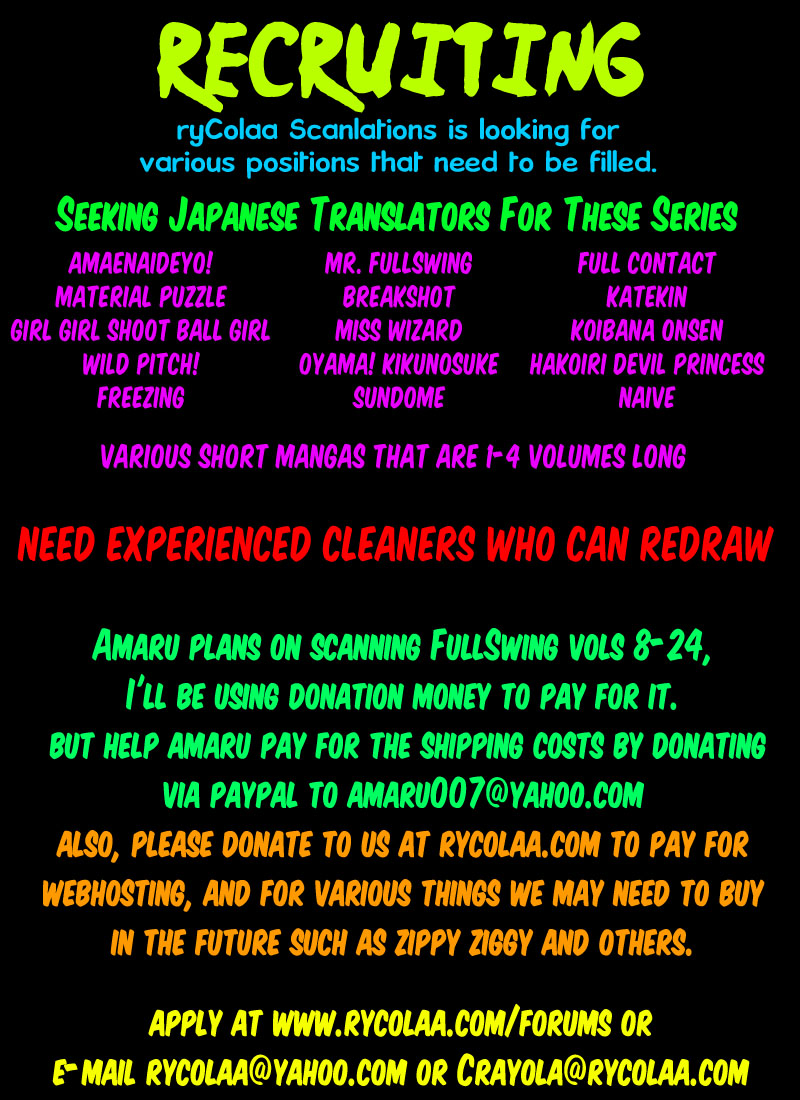 RECRUITING
ryColaa Scanlations is looking for
various positions that need to be filled.
Seeking Japanese Translators For These Series
AMAENAIDEYO! MR. FULLSWING FULL CONTACT
MATERIAL PUZZLE BREAKSHOT KATEKIN
GIRL GIRL SHOOT BALL GIRL MISS WIZARD KOIBANA ONSEN
WILD PITCH! OYAMA! KIKUNOSUKE HAKOIRI DEVIL PRINCESS
FREEZING SUNDOME NAIVE
VARIOUS SHORT MANGAS THAT ARE 1-4 VOLUMES LONG
NEED EXPERIENCED CLEANERS WHO CAN REDRAW
Amaru plans on scanning FullSwing vols 8-24,
I'll be using donation money to pay for it.
but help amaru pay for the shipping costs by donating
via paypal to amaru007@yahoo.com
also, please donate to us at rycolaa.com to pay for
webhosting, and for various things we may need to buy
in the future such as zippy ziggy and others.
apply at www.rycolaa.com/forums or
e-mail rycolaa@yahoo.com or Crayola@rycolaa.com